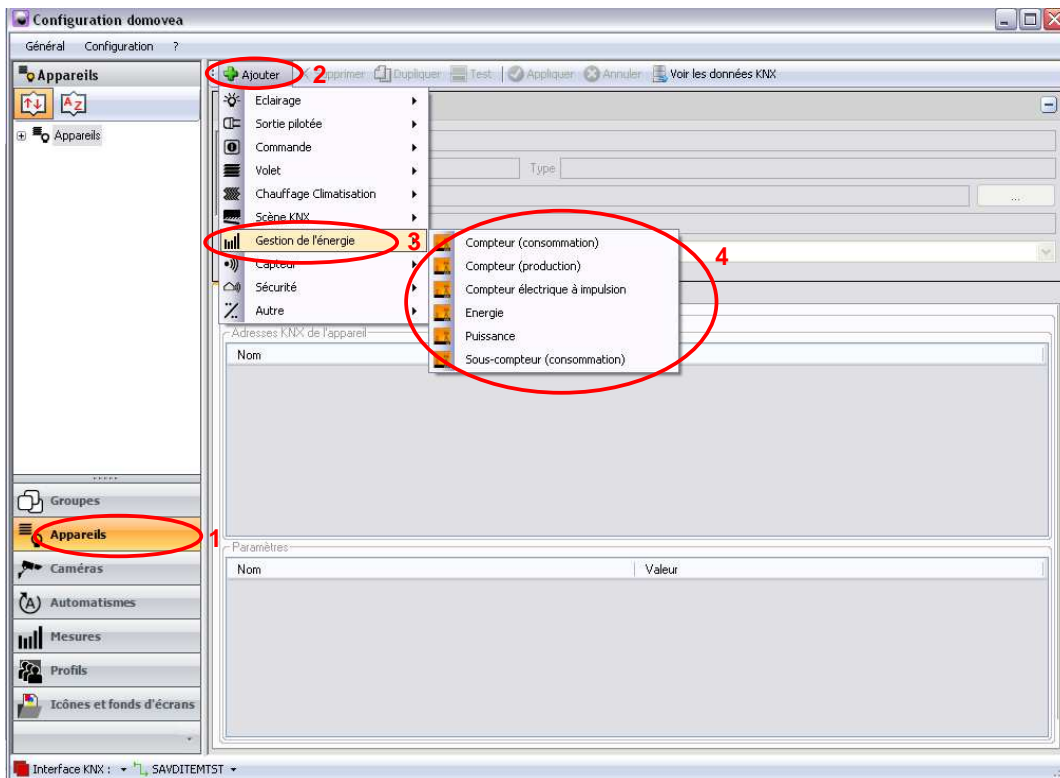 Configuration domovea
Général Configuration ?
Appareils
Ajouter 2 Supprimer Dupliquer Test Appliquer Annuler Voir les données KNX
AZ
Appareils
Eclairage
Sortie pilotée
Commande
Volet
Chauffage Climatisation
Scène KNX
Gestion de l'énergie 3
Capteur
Sécurité
Autre
Type
...
Compteur (consommation)
Compteur (production)
Compteur électrique à impulsion
Energie
Puissance
Sous-compteur (consommation)
4
Adresses KNX de l'appareil
Nom
Groupes
Appareils 1
Caméras
Automatismes
Mesures
Profils
Icônes et fonds d'écrans
Paramètres
Nom Valeur
Interface KNX : SAVDITEMTST